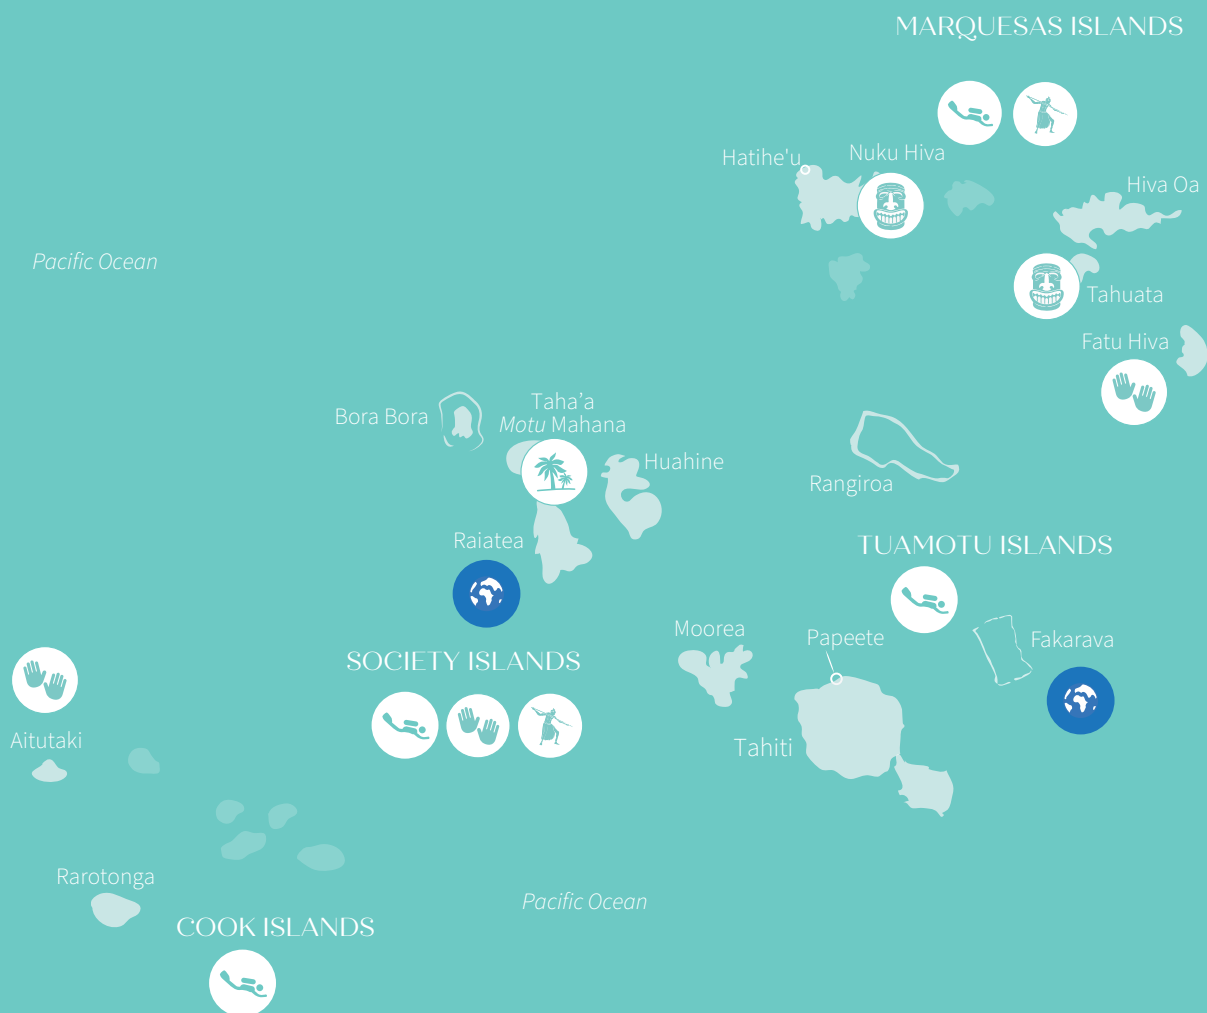 MARQUESAS ISLANDS
Hatihe'u
Nuku Hiva
Hiva Oa
Pacific Ocean
Tahuata
Fatu Hiva
Bora Bora
Taha’a
Motu Mahana
Huahine
Rangiroa
Raiatea
TUAMOTU ISLANDS
Moorea
Papeete
Fakarava
SOCIETY ISLANDS
Aitutaki
Tahiti
Rarotonga
Pacific Ocean
COOK ISLANDS